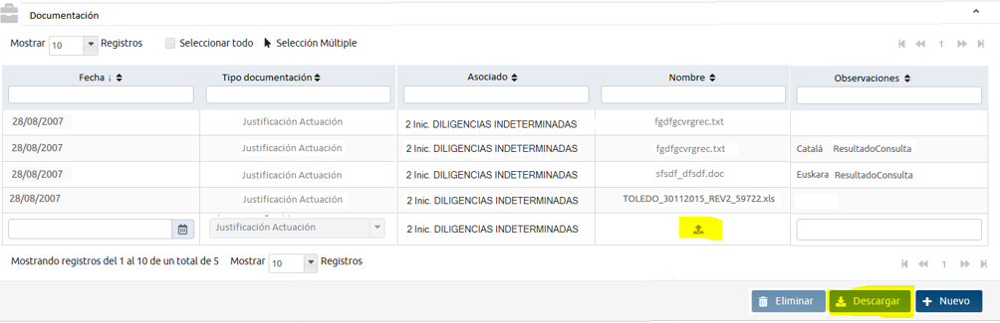 Documentación
Mostrar 10 Registros Seleccionar todo Selección Múltiple 1
Fecha Tipo documentación Asociado Nombre Observaciones
28/08/2007 Justificación Actuación 2 Inic. DILIGENCIAS INDETERMINADAS fgdfgcvrgrec.txt
28/08/2007 Justificación Actuación 2 Inic. DILIGENCIAS INDETERMINADAS fgdfgcvrgrec.txt Català ResultadoConsulta
28/08/2007 Justificación Actuación 2 Inic. DILIGENCIAS INDETERMINADAS sfsdf_dfsdf.doc Euskara ResultadoConsulta
28/08/2007 Justificación Actuación 2 Inic. DILIGENCIAS INDETERMINADAS TOLEDO_30112015_REV2_59722.xls
Justificación Actuación 2 Inic. DILIGENCIAS INDETERMINADAS
Mostrando registros del 1 al 10 de un total de 5 Mostrar 10 Registros 1
Eliminar Descargar Nuevo